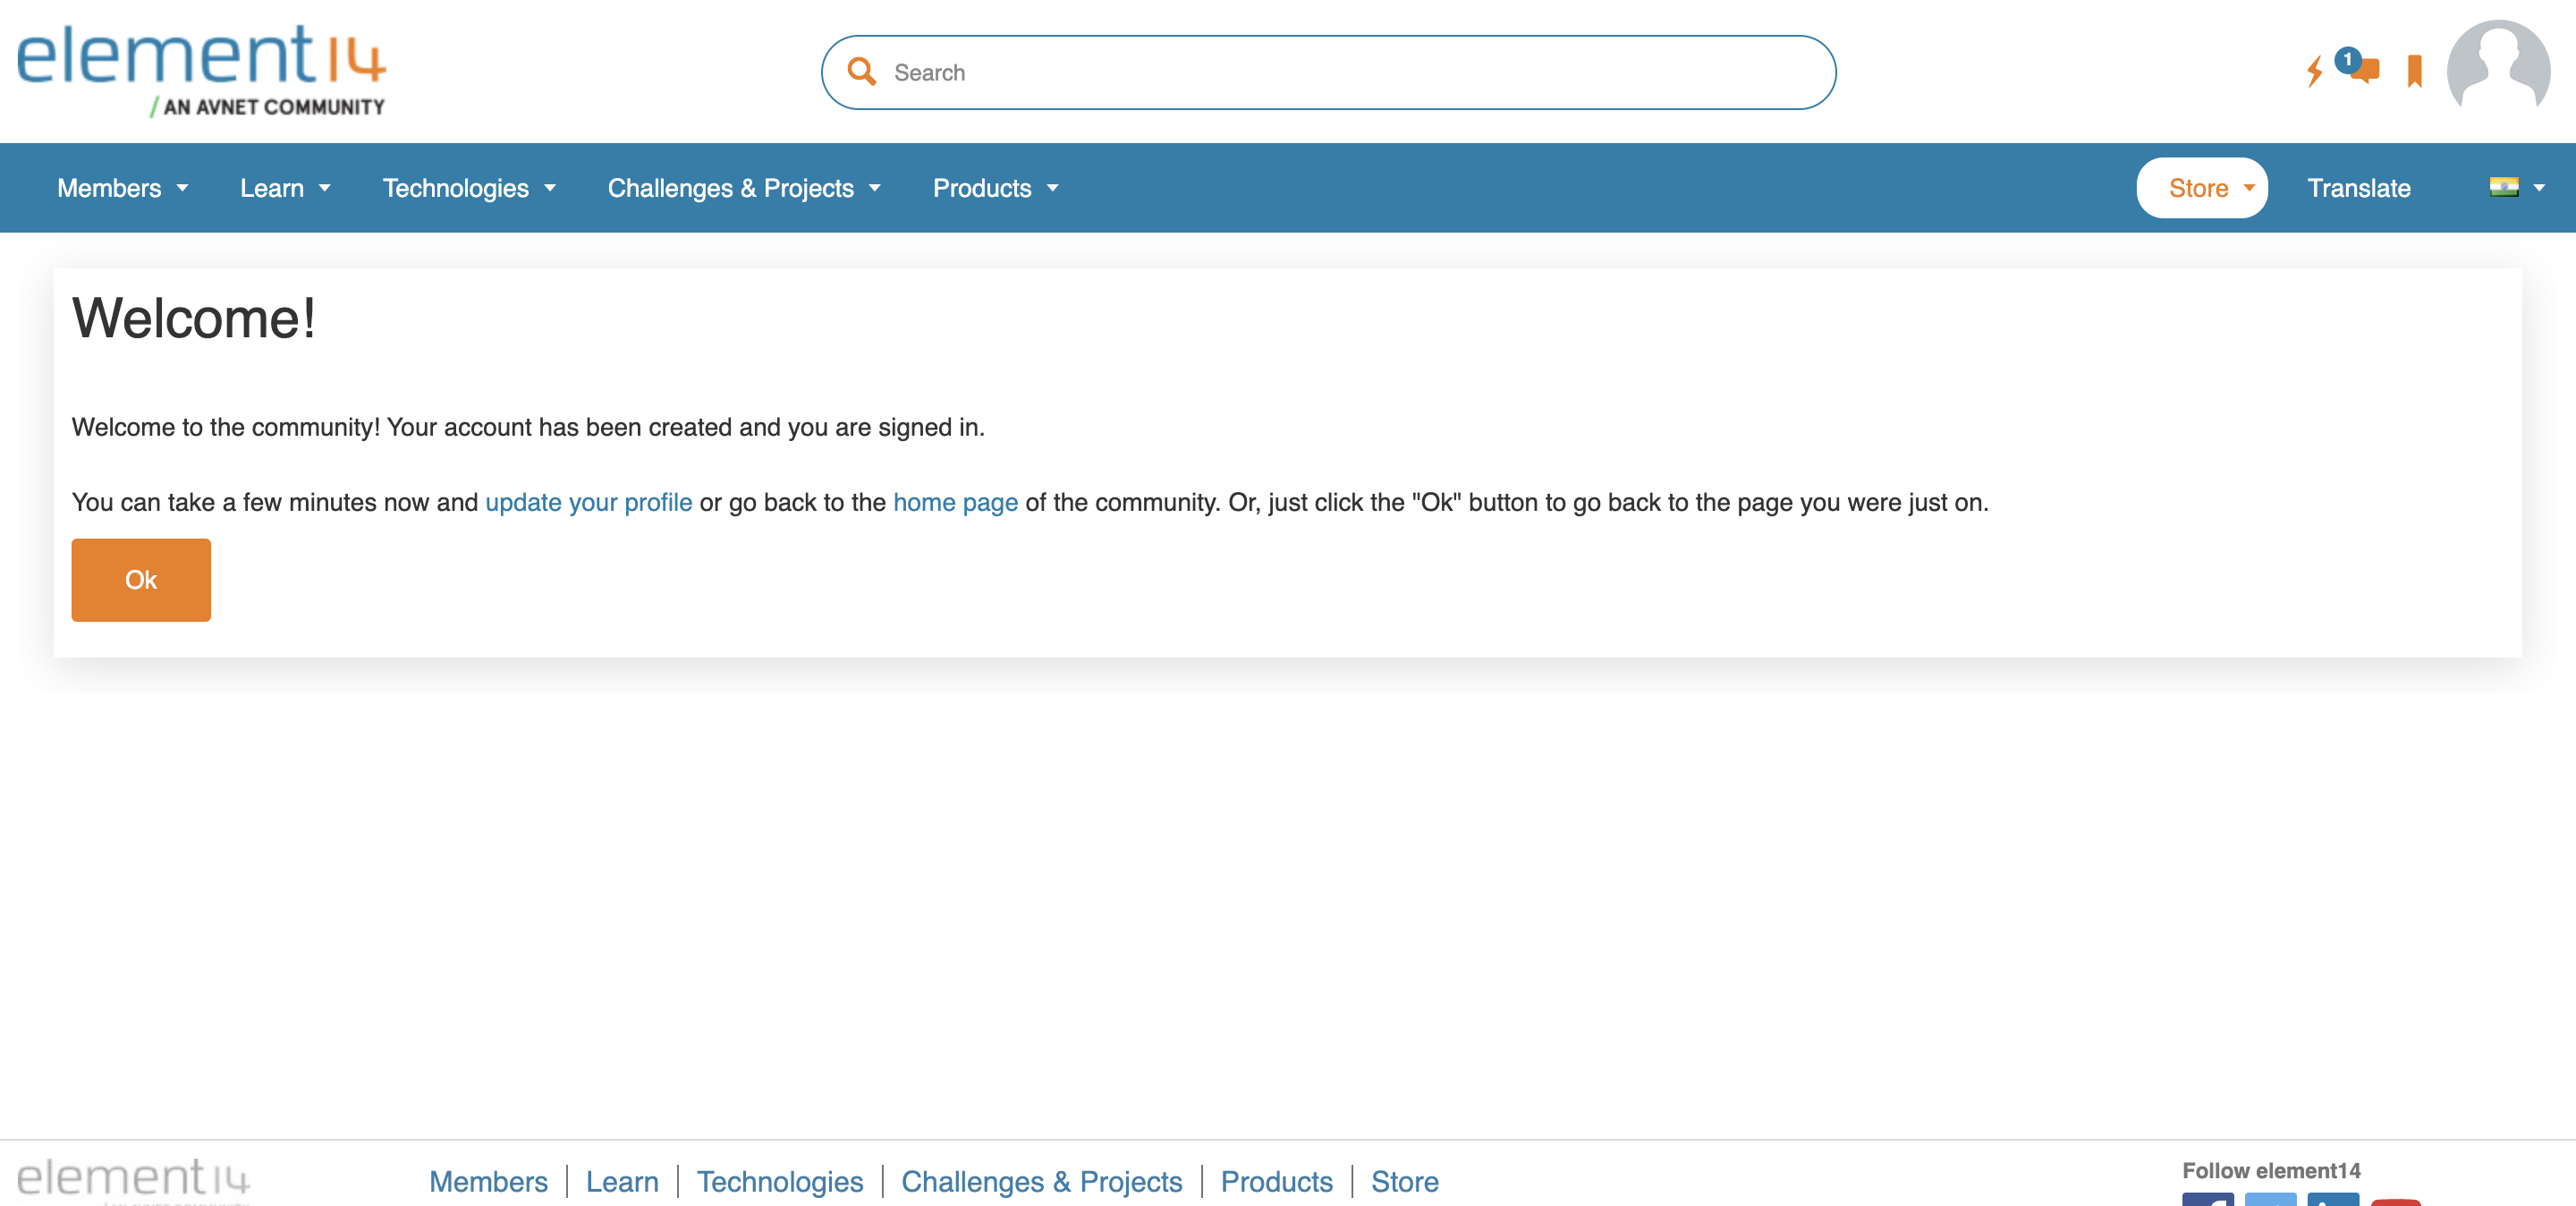 element14
/ AN AVNET COMMUNITY
Search
1
Members Learn Technologies Challenges & Projects Products Store Translate
Welcome!
Welcome to the community! Your account has been created and you are signed in.
You can take a few minutes now and update your profile or go back to the home page of the community. Or, just click the "Ok" button to go back to the page you were just on.
Ok
element14
Members | Learn | Technologies | Challenges & Projects | Products | Store
Follow element14